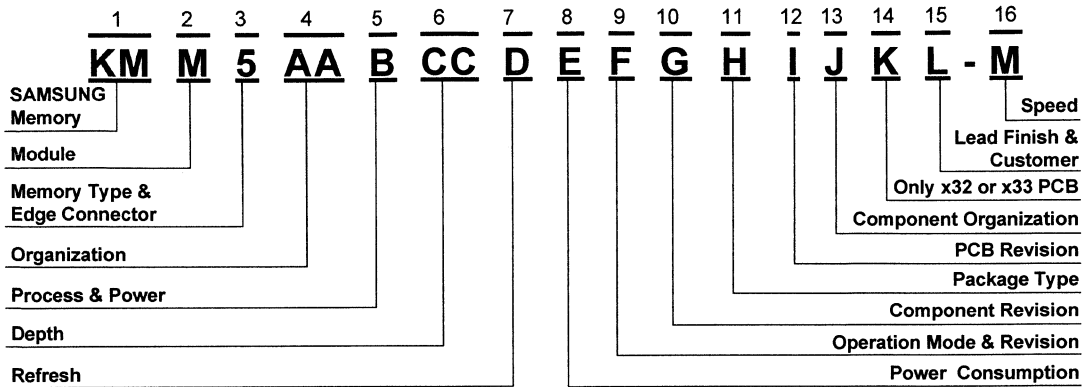 1 2 3 4 5 6 7 8 9 10 11 12 13 14 15 16
KM M 5 AA B CC D E F G H I J K L - M
SAMSUNG
Memory
Module
Memory Type &
Edge Connector
Organization
Process & Power
Depth
Refresh
Speed
Lead Finish &
Customer
Only x32 or x33 PCB
Component Organization
PCB Revision
Package Type
Component Revision
Operation Mode & Revision
Power Consumption